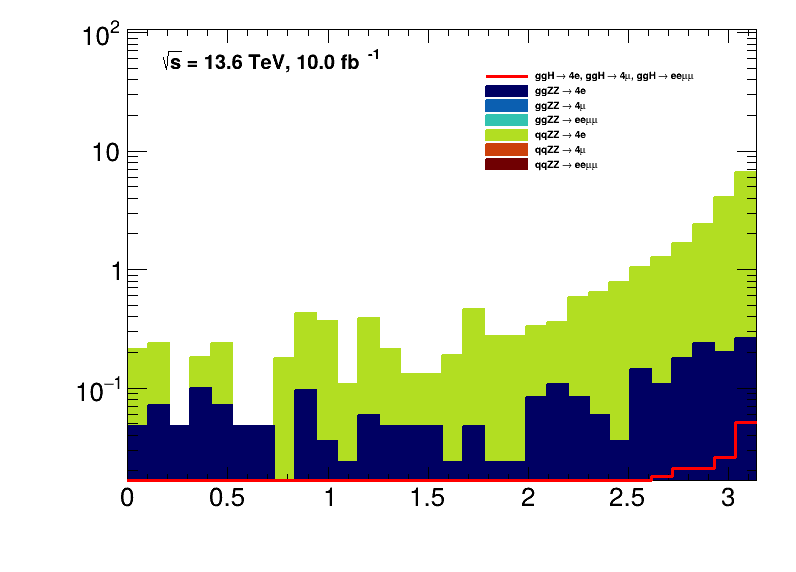 10²
√s = 13.6 TeV, 10.0 fb ⁻¹
ggH → 4e, ggH → 4μ, ggH → eeμμ
ggZZ → 4e
ggZZ → 4μ
ggZZ → eeμμ
qqZZ → 4e
qqZZ → 4μ
qqZZ → eeμμ
10
1
10⁻¹
0 0.5 1 1.5 2 2.5 3